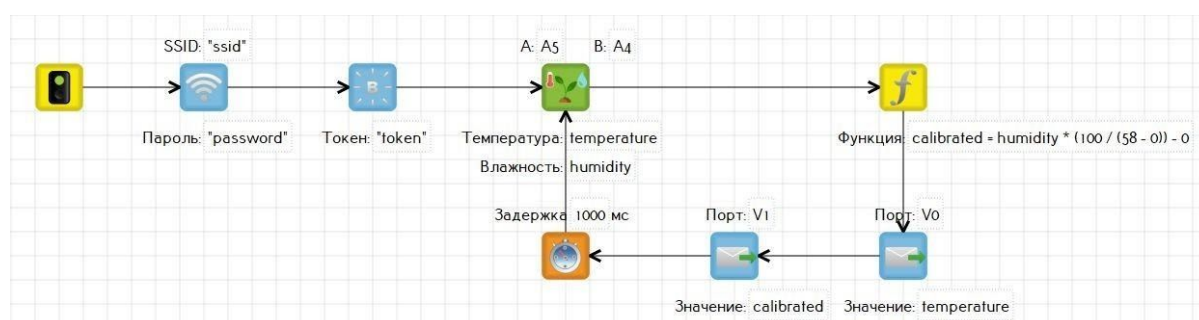 SSID: "ssid"
A: A5
B: A4
B
Пароль: "password"
Токен: "token"
Температура: temperature
Влажность: humidity
f
Функция: calibrated = humidity * (100 / (58 - 0)) - 0
Задержка 1000 мс
Порт: V1
Порт: V0
Значение: calibrated
Значение: temperature